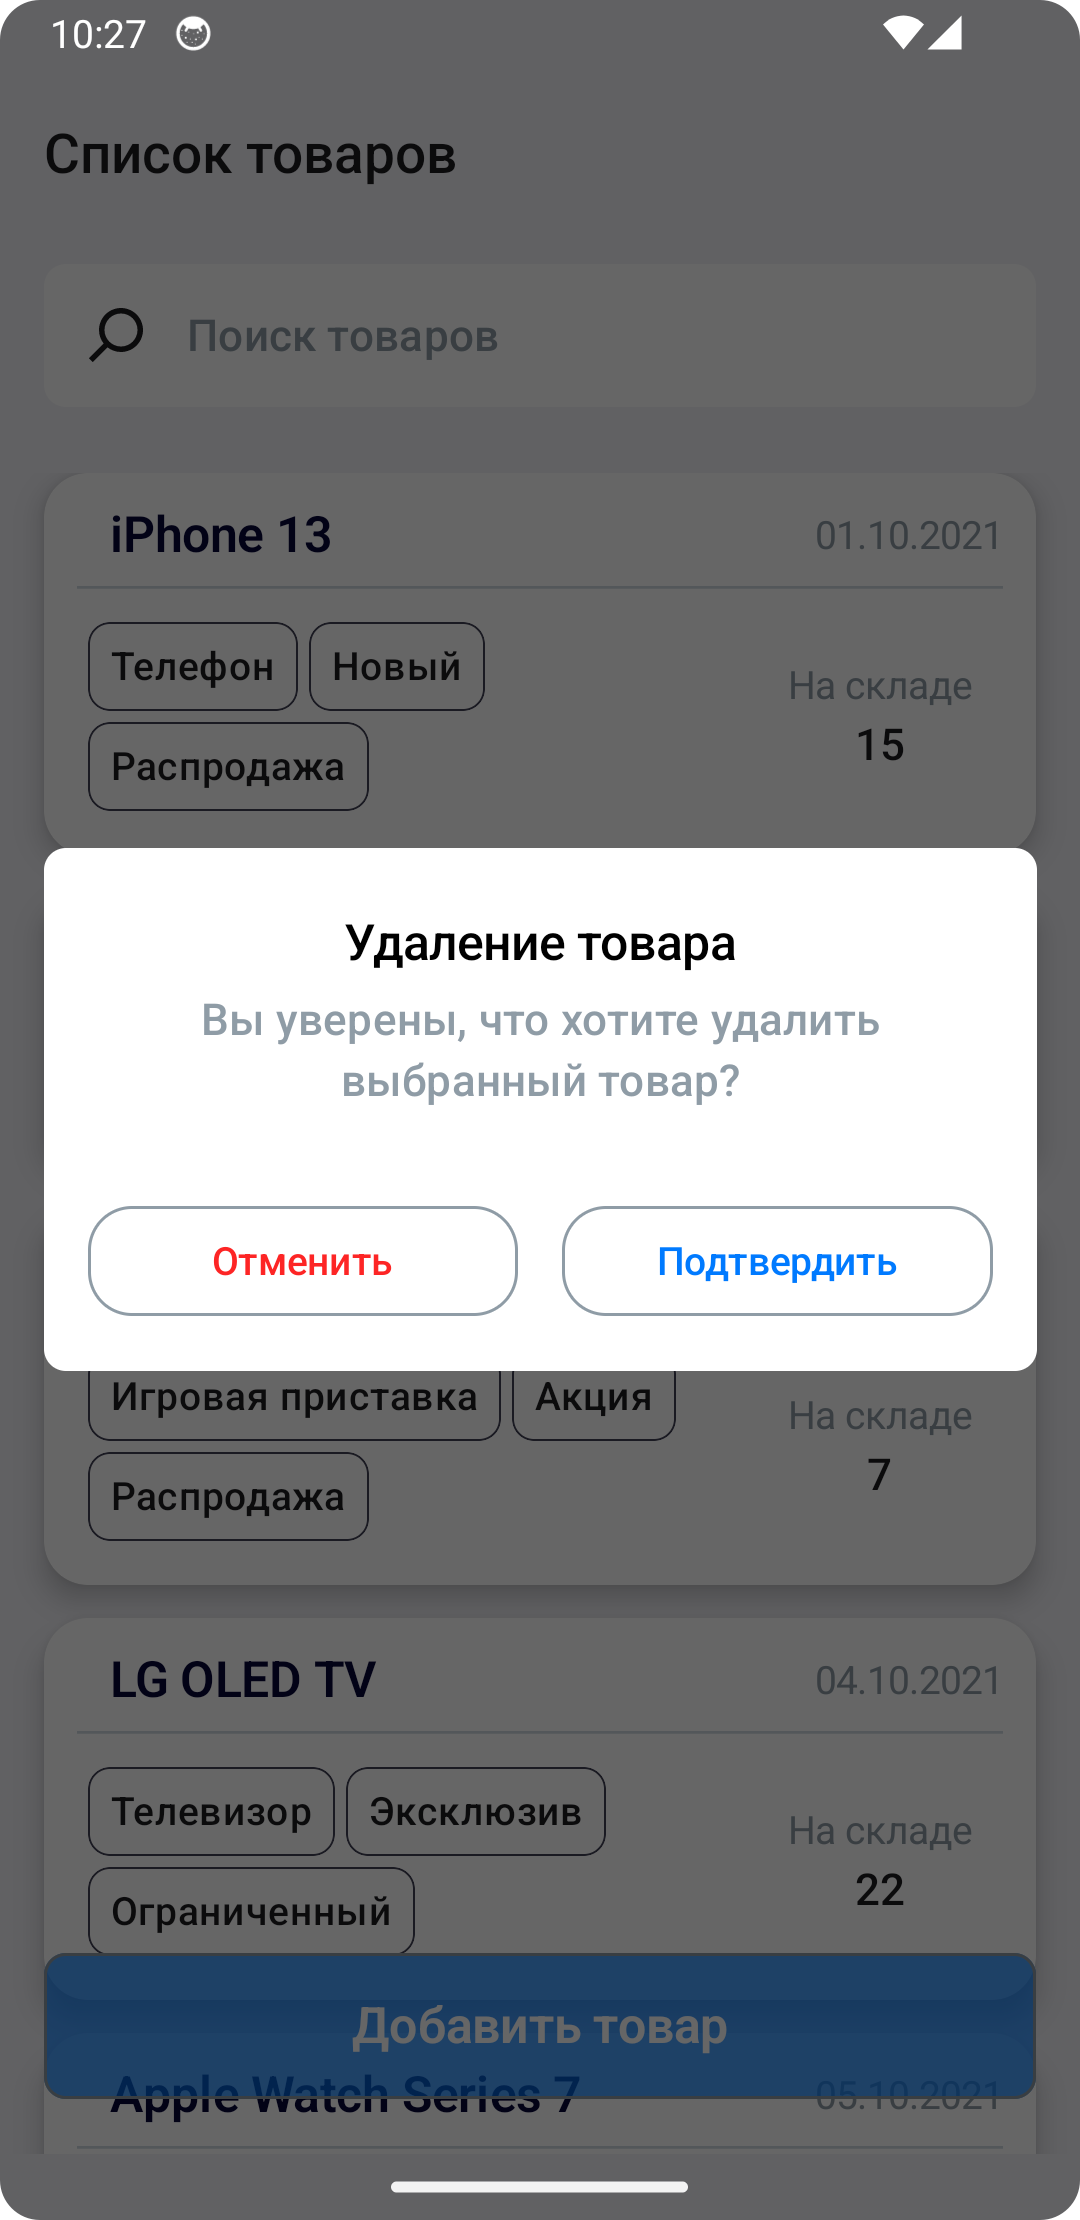 10:27
Список товаров
Поиск товаров
iPhone 13
01.10.2021
Телефон
Новый
Распродажа
На складе
15
Удаление товара
Вы уверены, что хотите удалить
выбранный товар?
Отменить
Подтвердить
Игровая приставка
Акция
Распродажа
На складе
7
LG OLED TV
04.10.2021
Телевизор
Эксклюзив
Ограниченный
На складе
22
Добавить товар
Apple Watch Series 7
05.10.2021